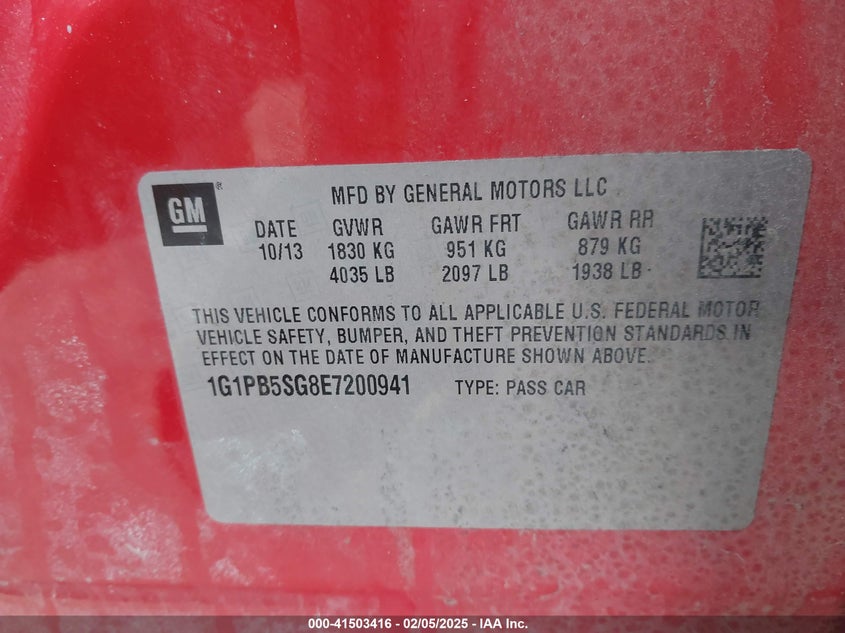 GM®
MFD BY GENERAL MOTORS LLC
DATE GVWR GAWR FRT GAWR RR
10/13 1830 KG 951 KG 879 KG
4035 LB 2097 LB 1938 LB
THIS VEHICLE CONFORMS TO ALL APPLICABLE U.S. FEDERAL MOTOR
VEHICLE SAFETY, BUMPER, AND THEFT PREVENTION STANDARDS IN
EFFECT ON THE DATE OF MANUFACTURE SHOWN ABOVE.
1G1PB5SG8E7200941 TYPE: PASS CAR
000-41503416 - 02/05/2025 - IAA Inc.